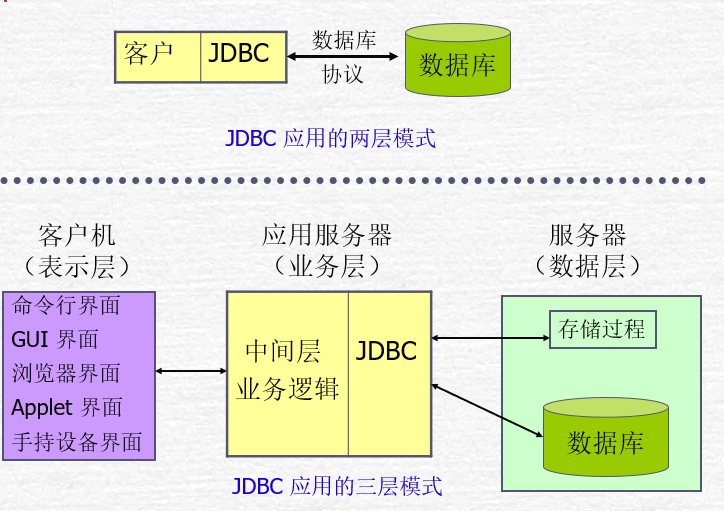 客户 JDBC
数据库
协议
数据库
JDBC 应用的两层模式
客户机
（表示层）
应用服务器
（业务层）
服务器
（数据层）
命令行界面
GUI 界面
浏览器界面
Applet 界面
手持设备界面
中间层
业务逻辑
JDBC
存储过程
数据库
JDBC 应用的三层模式